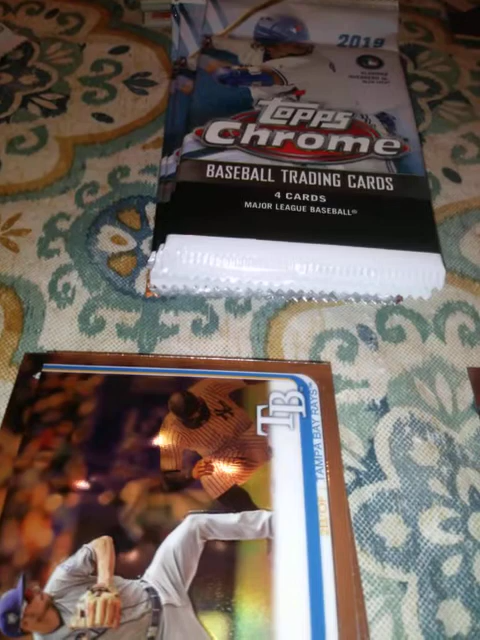 2019
TOPPS
Chrome
BASEBALL TRADING CARDS
4 CARDS
MAJOR LEAGUE BASEBALL®
TB
TAMPA BAY RAYS